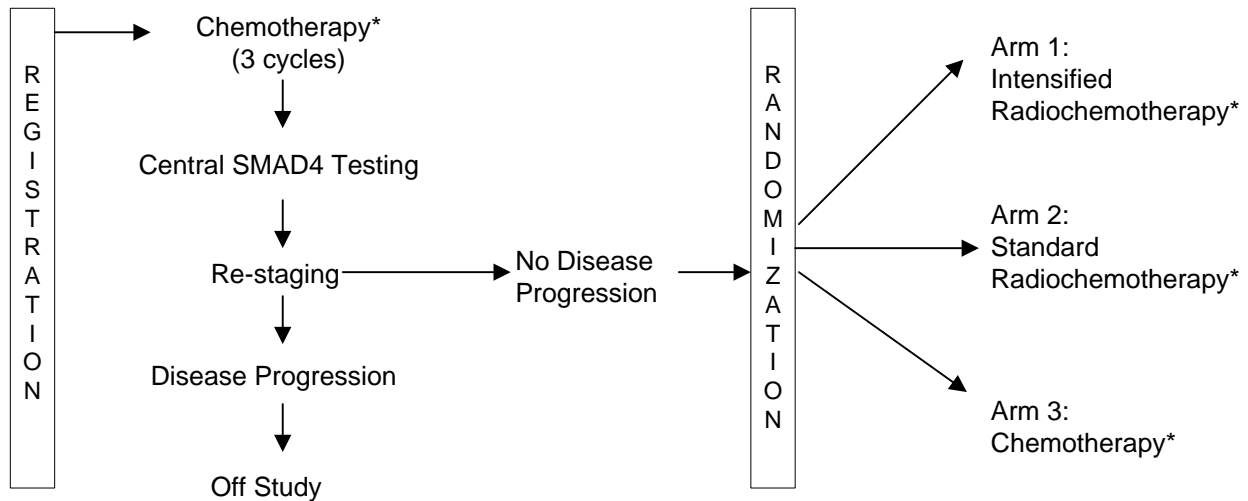 REGISTRATION
Chemotherapy*
(3 cycles)
Central SMAD4 Testing
Re-staging
Disease Progression
Off Study
No Disease
Progression
RANDOMIZATION
Arm 1:
Intensified
Radiochemotherapy*
Arm 2:
Standard
Radiochemotherapy*
Arm 3:
Chemotherapy*